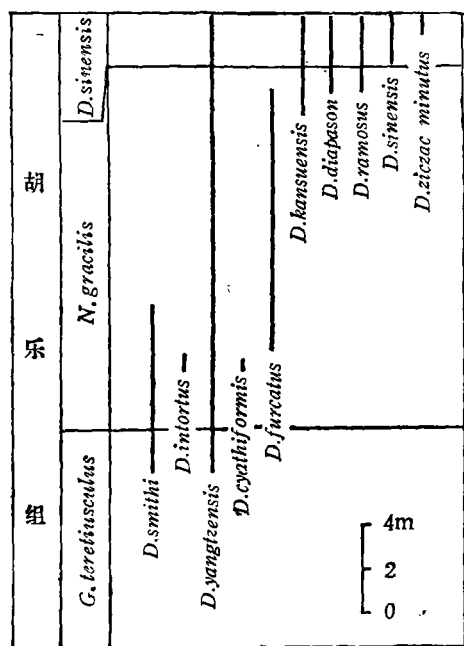 胡乐组
D.sinensis
N.gracilis
G.teretiusculus
D.smithi
D.intortus
D.yangtzensis
D.cyathiformis
D.furcatus
D.kansuensis
D.diapason
D.ramosus
D.sinensis
D.ziczac minutus
4m
2
0